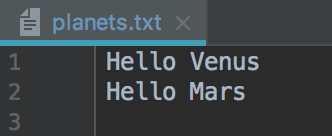 planets.txt
1 Hello Venus
2 Hello Mars
3